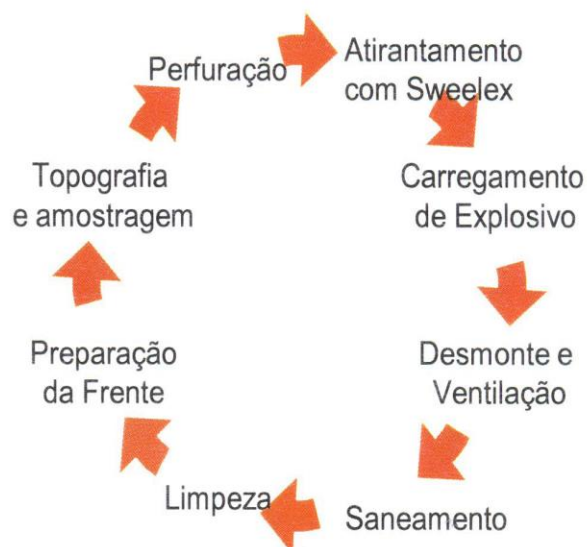 Perfuração
Atirantamento
com Sweelex
Carregamento
de Explosivo
Desmonte e
Ventilação
Saneamento
Limpeza
Preparação
da Frente
Topografia
e amostragem